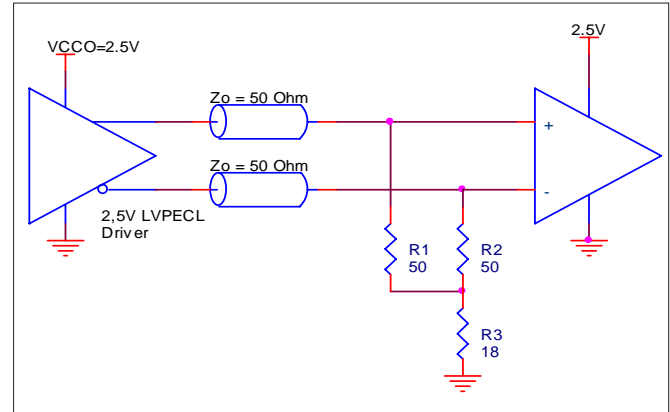 VCCO=2.5V
2.5V
Zo = 50 Ohm
+
Zo = 50 Ohm
-
2,5V LVPECL
Driver
R1
50
R2
50
R3
18